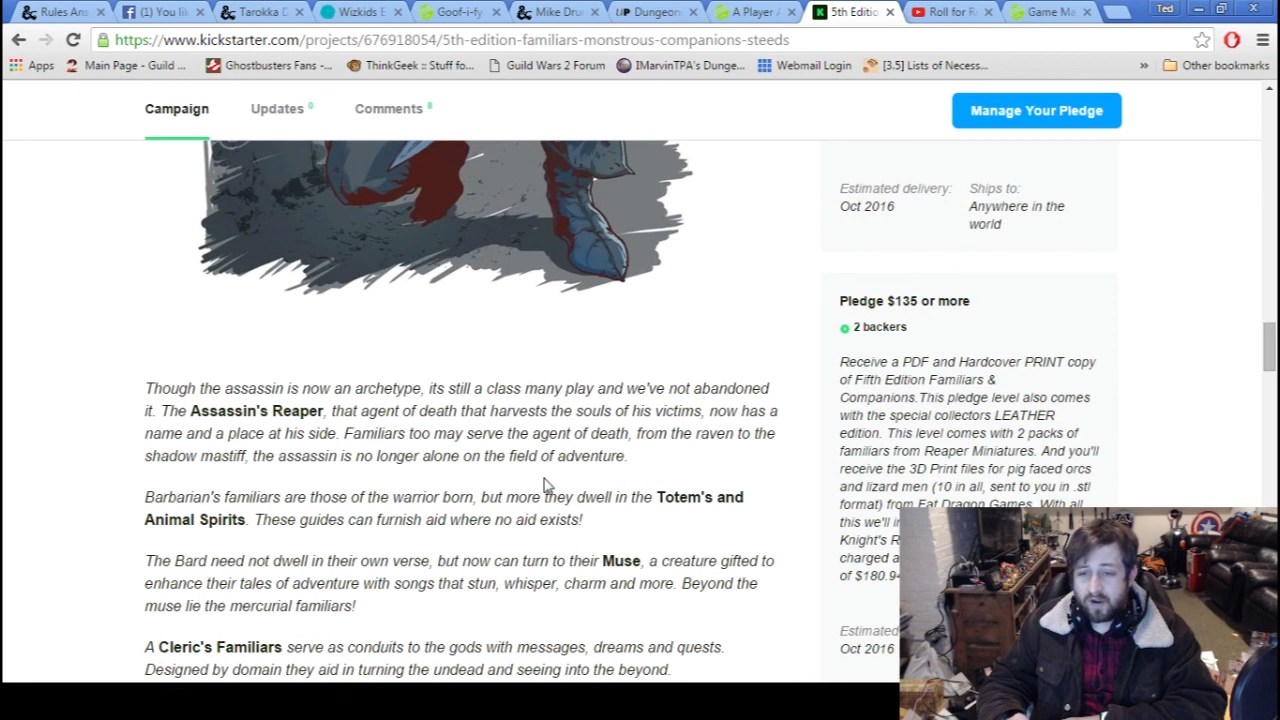 Rules Ans
(1) You lik
Tarokka D
Wizkids E
Goof-i-fy
Mike Dru
Dungeon
A Player A
5th Editio
Roll for R
Game Ma
Ted
https://www.kickstarter.com/projects/676918054/5th-edition-familiars-monstrous-companions-steeds
Apps
Main Page - Guild ...
Ghostbusters Fans -...
ThinkGeek :: Stuff fo...
Guild Wars 2 Forum
IMarvinTPA's Dunge...
Webmail Login
[3.5] Lists of Necess...
»
Other bookmarks
Campaign
Updates 0
Comments 8
Manage Your Pledge
Estimated delivery:
Oct 2016
Ships to:
Anywhere in the
world
Pledge $135 or more
2 backers
Receive a PDF and Hardcover PRINT copy
of Fifth Edition Familiars &
Companions.This pledge level also comes
with the special collectors LEATHER
edition. This level comes with 2 packs of
familiars from Reaper Miniatures. And you'll
receive the 3D Print files for pig faced orcs
and lizard men (10 in all, sent to you in .stl
format) from Fat Dragon Games. With all
this we'll i
Knight's R
charged a
of $180.94
Estimated
Oct 2016
Though the assassin is now an archetype, its still a class many play and we've not abandoned
it. The Assassin's Reaper, that agent of death that harvests the souls of his victims, now has a
name and a place at his side. Familiars too may serve the agent of death, from the raven to the
shadow mastiff, the assassin is no longer alone on the field of adventure.
Barbarian's familiars are those of the warrior born, but more they dwell in the Totem's and
Animal Spirits. These guides can furnish aid where no aid exists!
The Bard need not dwell in their own verse, but now can turn to their Muse, a creature gifted to
enhance their tales of adventure with songs that stun, whisper, charm and more. Beyond the
muse lie the mercurial familiars!
A Cleric's Familiars serve as conduits to the gods with messages, dreams and quests.
Designed by domain they aid in turning the undead and seeing into the beyond.